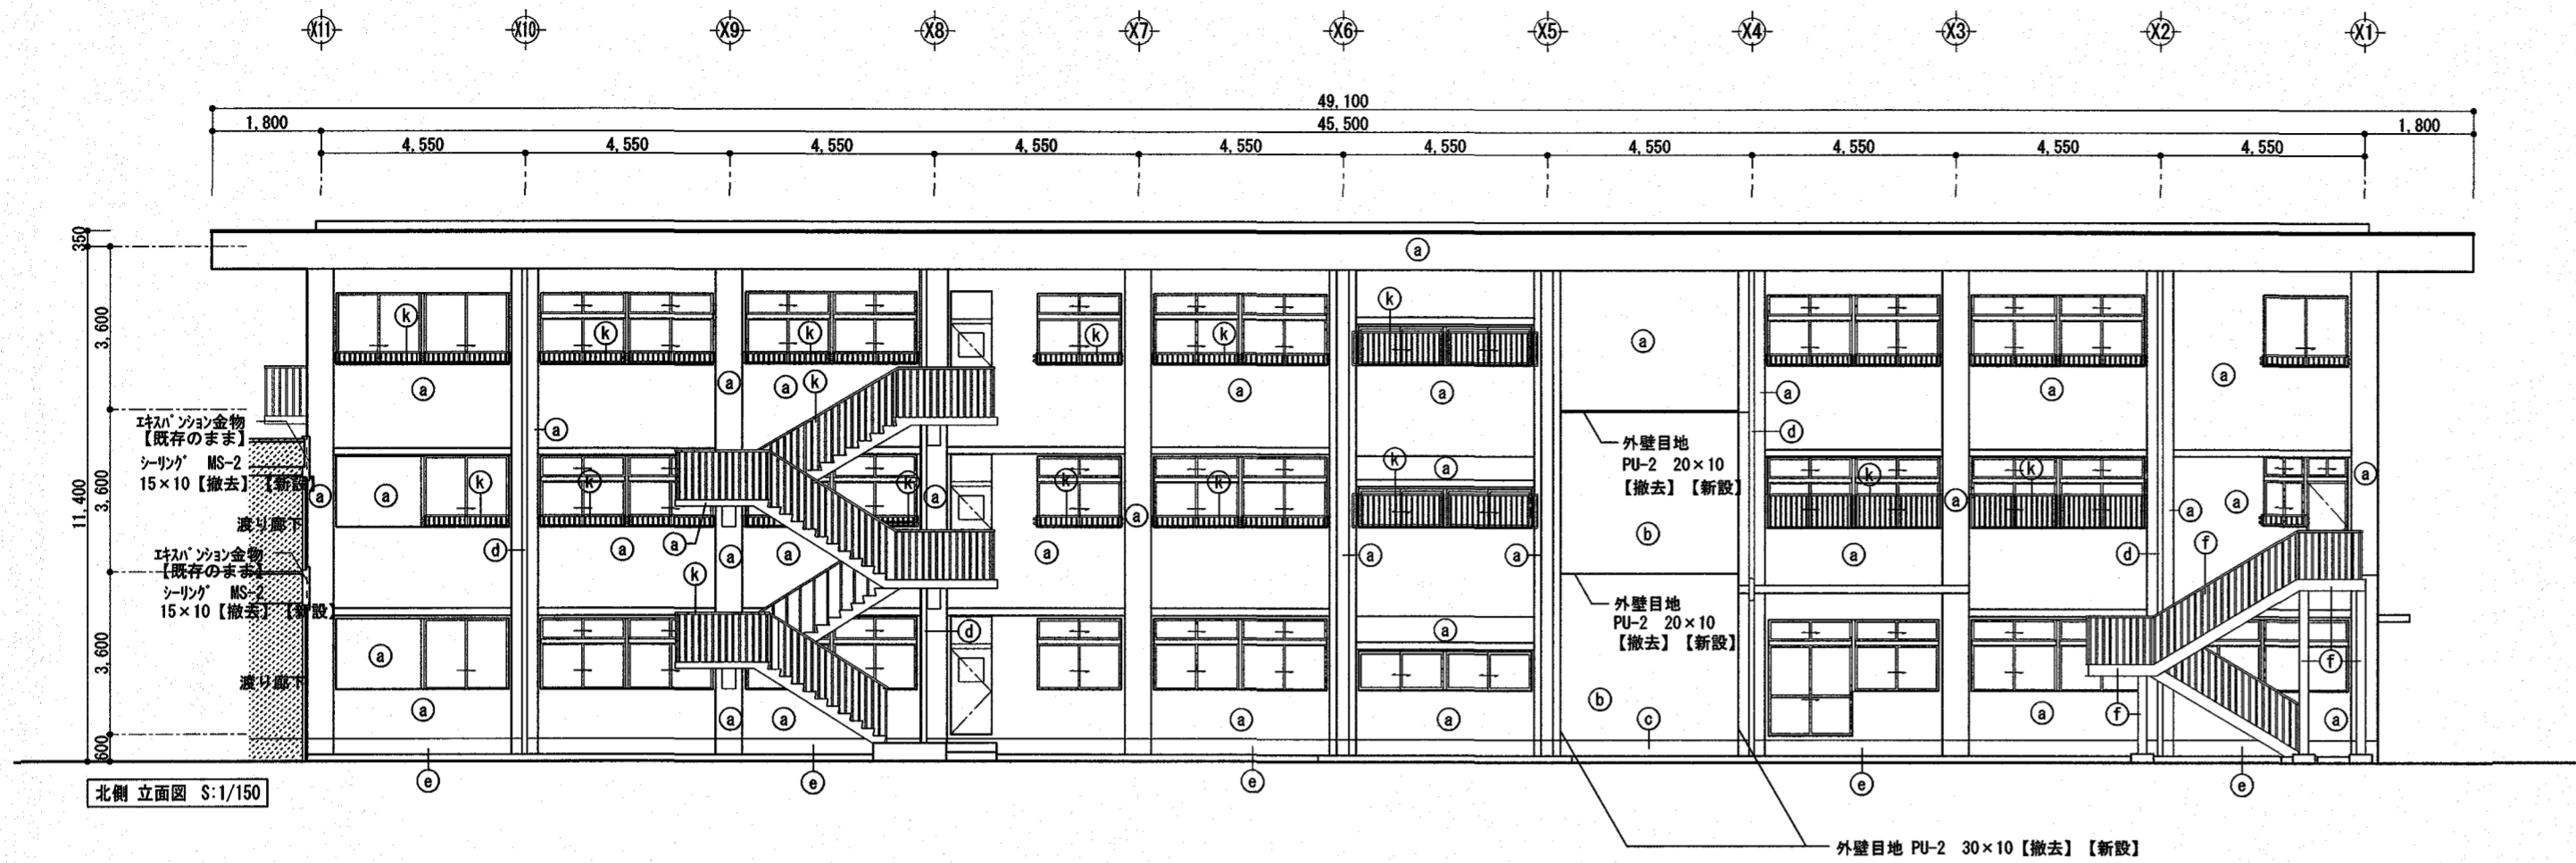 X11 X10 X9 X8 X7 X6 X5 X4 X3 X2 X1
49,100
1,800 45,500 1,800
4,550 4,550 4,550 4,550 4,550 4,550 4,550 4,550 4,550 4,550
350
3,600
3,600
3,600
600
11,400
a
k k k k k k
a a a k a a a a a a
エキスパンション金物
【既存のまま】
シーリング MS-2
15×10【撤去】【新設】
渡り廊下
エキスパンション金物
【既存のまま】
シーリング MS-2
15×10【撤去】【新設】
渡り廊下
a d
外壁目地
PU-2 20×10
【撤去】【新設】
a a k k k a k k k a a k k a a a a
d a a a a a a a a b a d f
k
外壁目地
PU-2 20×10
【撤去】【新設】
a d a f
a a a a a b c a f a
e e e e e
北側 立面図 S:1/150
外壁目地 PU-2 30×10【撤去】【新設】